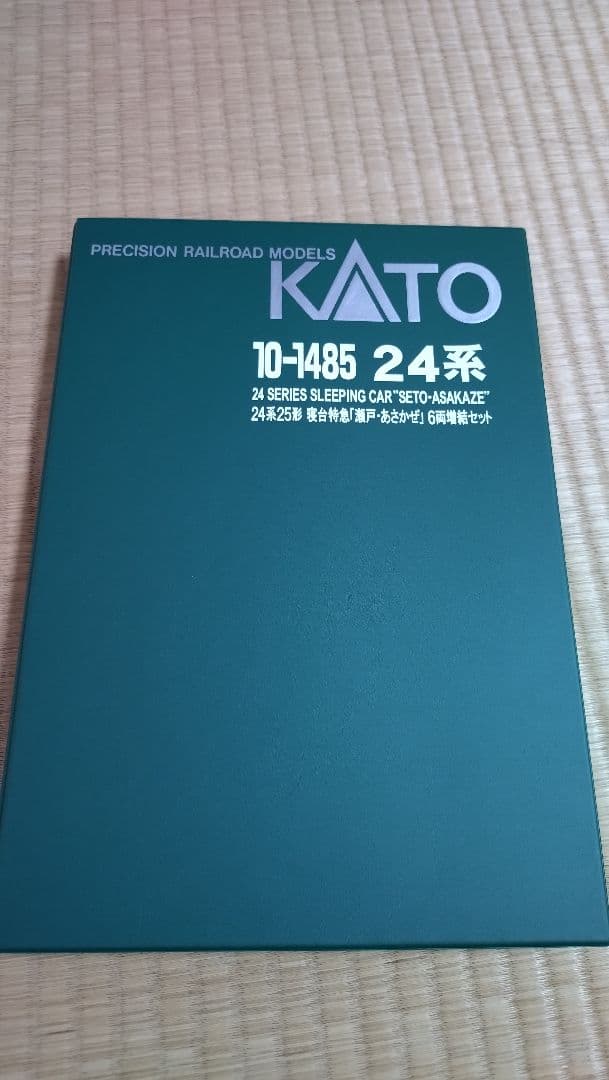 PRECISION RAILROAD MODELS
KATO
10-1485 24系
24 SERIES SLEEPING CAR"SETO-ASAKAZE"
24系25形 寝台特急「瀬戸・あさかぜ」6両増結セット